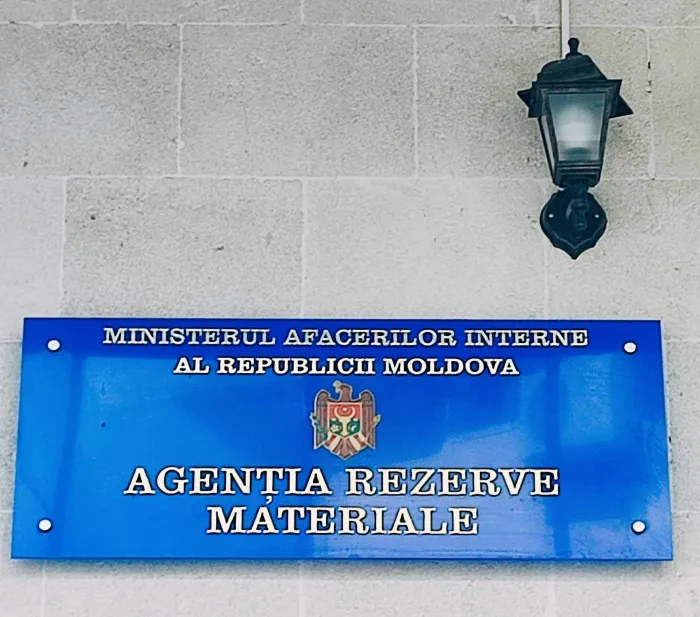 MINISTERUL AFACERILOR INTERNE
AL REPUBLICII MOLDOVA
AGENȚIA REZERVE
MATERIALE